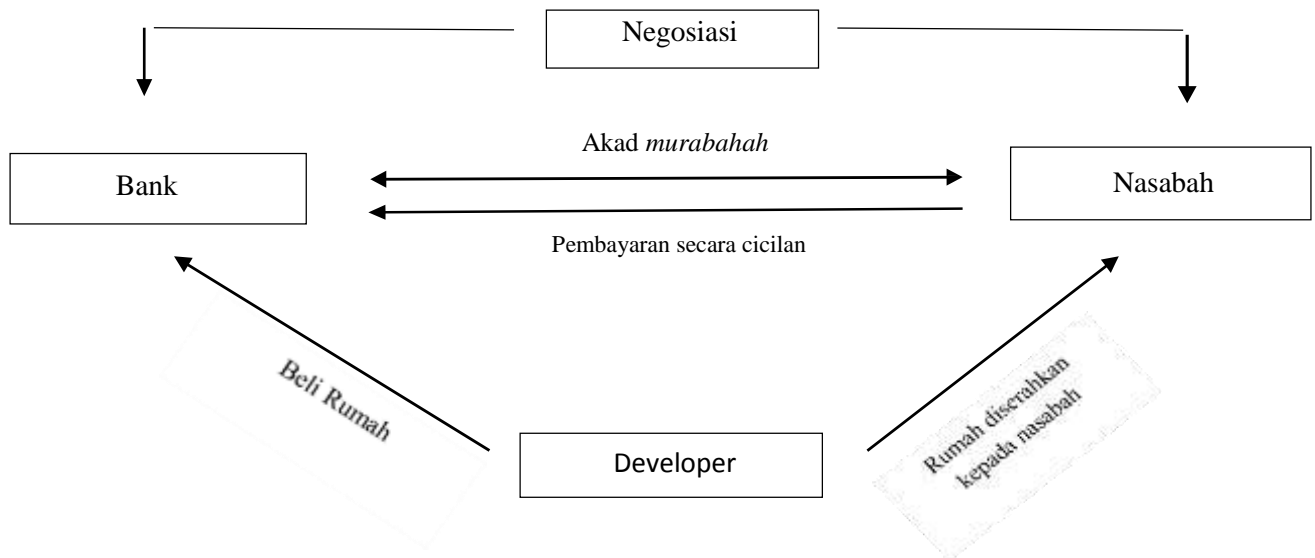 Negosiasi
Akad murabahah
Bank
Nasabah
Pembayaran secara cicilan
Beli Rumah
Rumah diserahkan
kepada nasabah
Developer